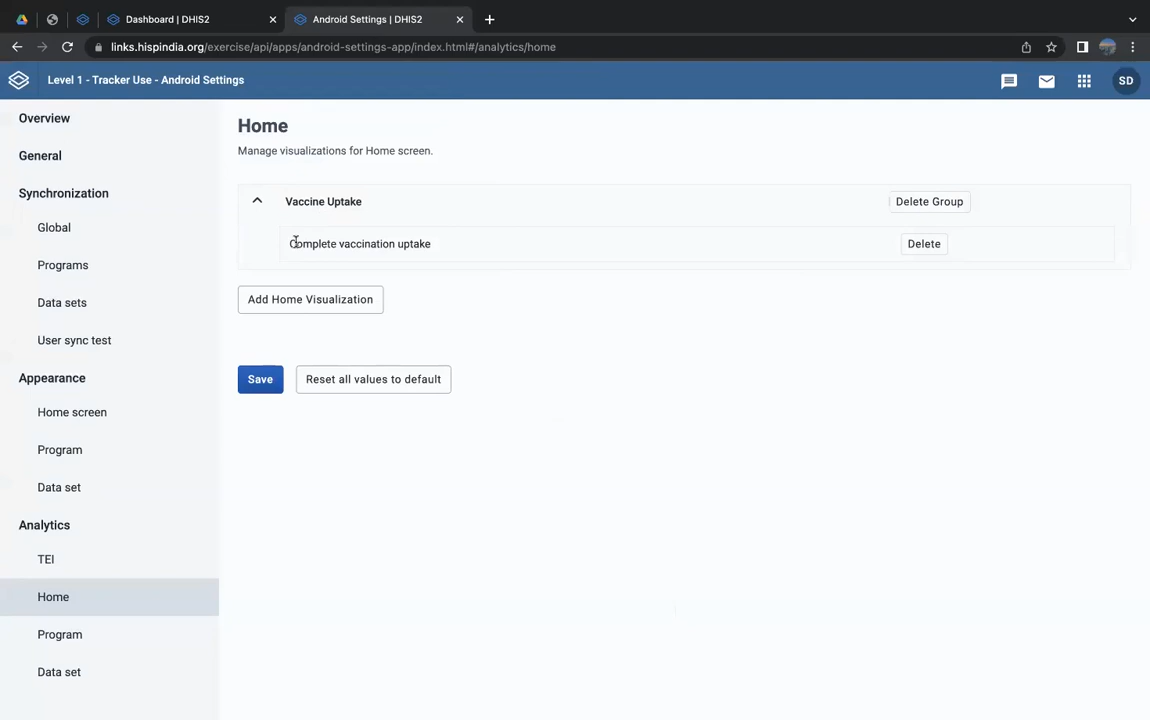 Dashboard | DHIS2
Android Settings | DHIS2
links.hispindia.org/exercise/api/apps/android-settings-app/index.html#/analytics/home
Level 1 - Tracker Use - Android Settings
SD
Overview
General
Synchronization
Global
Programs
Data sets
User sync test
Appearance
Home screen
Program
Data set
Analytics
TEI
Home
Program
Data set
Home
Manage visualizations for Home screen.
Vaccine Uptake
Delete Group
Complete vaccination uptake
Delete
Add Home Visualization
Save
Reset all values to default